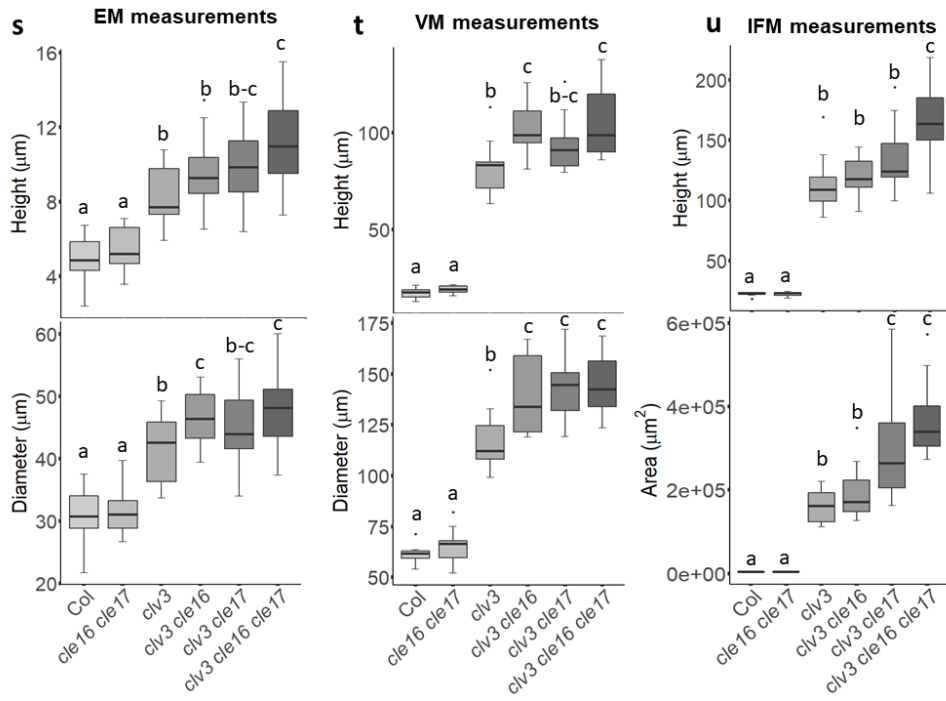 s EM measurements
16
12
8
4
Height (μm)
a a b b b-c c
60
50
40
30
20
Diameter (μm)
a a b c b-c c
Col
cle16 cle17
clv3
clv3 cle16
clv3 cle17
clv3 cle16 cle17
t VM measurements
100
50
Height (μm)
a a b c b-c c
175
150
125
100
75
50
Diameter (μm)
a a b c c c
Col
cle16 cle17
clv3
clv3 cle16
clv3 cle17
clv3 cle16 cle17
u IFM measurements
200
150
100
50
Height (μm)
a a b b b c
6e+05
4e+05
2e+05
0e+00
Area (μm²)
a a b b c c
Col
cle16 cle17
clv3
clv3 cle16
clv3 cle17
clv3 cle16 cle17